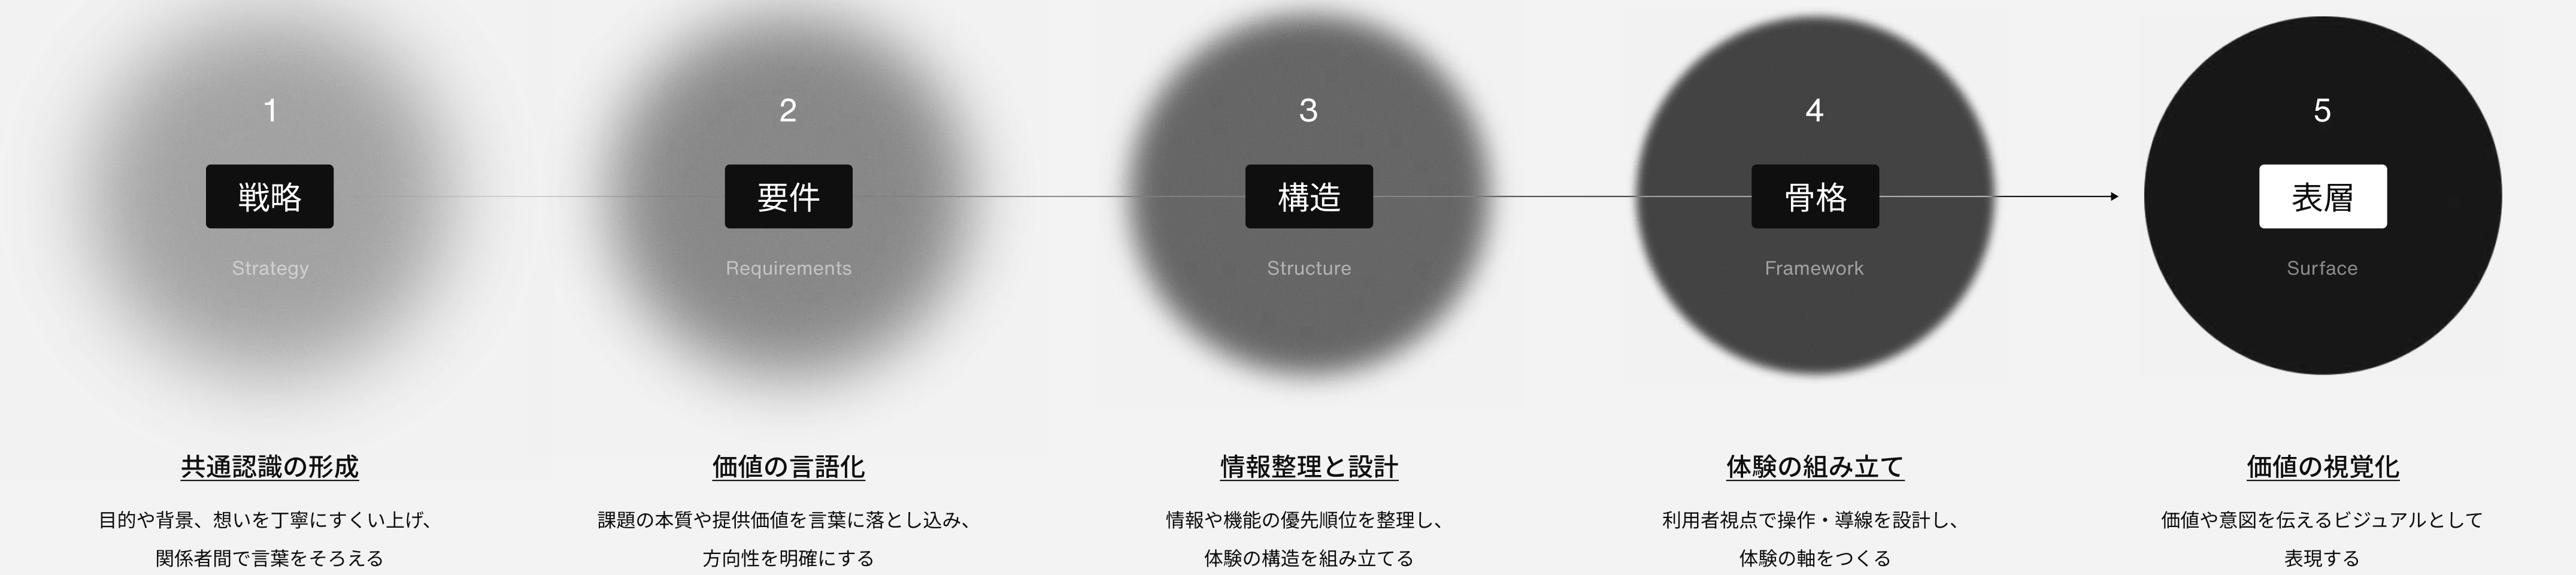 1
戦略
Strategy
共通認識の形成
目的や背景、想いを丁寧にすくい上げ、
関係者間で言葉をそろえる
2
要件
Requirements
価値の言語化
課題の本質や提供価値を言葉に落とし込み、
方向性を明確にする
3
構造
Structure
情報整理と設計
情報や機能の優先順位を整理し、
体験の構造を組み立てる
4
骨格
Framework
体験の組み立て
利用者視点で操作・導線を設計し、
体験の軸をつくる
5
表層
Surface
価値の視覚化
価値や意図を伝えるビジュアルとして
表現する